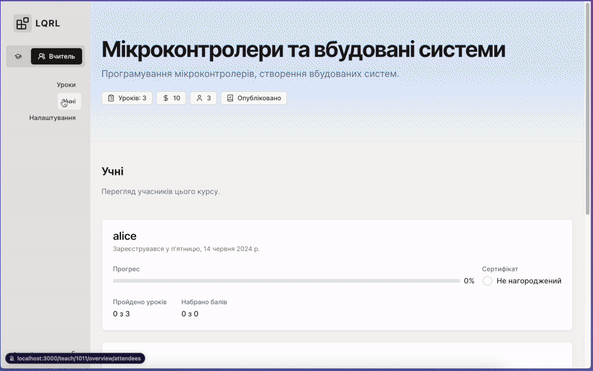 LQRL
Вчитель
Уроки
Налаштування
Мікроконтролери та вбудовані системи
Програмування мікроконтролерів, створення вбудованих систем.
Уроків: 3
10
3
Опубліковано
Учні
Перегляд учасників цього курсу.
alice
Зареєструвався у п'ятницю, 14 червня 2024 р.
Прогрес
0%
Сертифікат
Не нагороджений
Пройдено уроків
Набрано балів
0 з 3
0 з 0
localhost:3000/teach/1011/overview/attendees